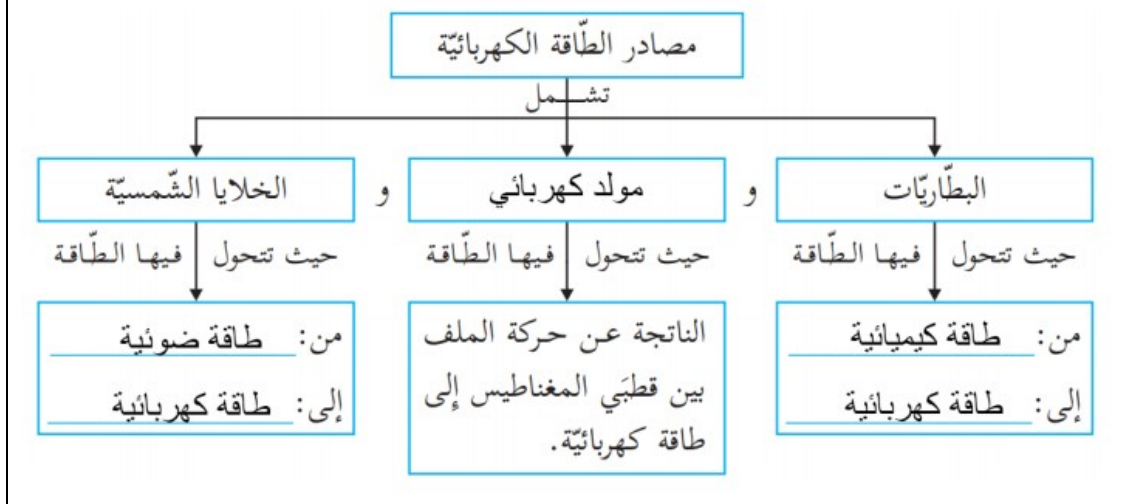 مصادر الطّاقة الكهربائيّة
تشـــمل
البطّاريّات
و
مولد كهربائي
و
الخلايا الشّمسيّة
حيث تتحول فيها الطّاقة
حيث تتحول فيها الطّاقة
حيث تتحول فيها الطّاقة
من: طاقة كيميائية
إلى: طاقة كهربائية
الناتجة عن حركة الملف
بين قطبَي المغناطيس إِلى
طاقة كهربائيّة.
من: طاقة ضوئية
إلى: طاقة كهربائية